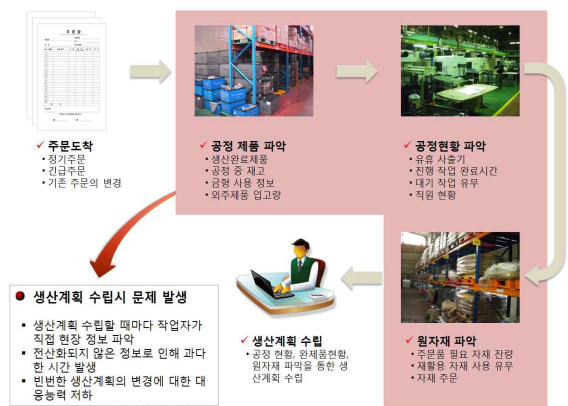 주 문 장
주문도착
• 정기주문
• 긴급주문
• 기존 주문의 변경
공정 제품 파악
• 생산완료제품
• 공정 중 재고
• 금형 사용 정보
• 외주제품 입고량
공정현황 파악
• 유휴 사출기
• 진행 작업 완료시간
• 대기 작업 유무
• 직원 현황
원자재 파악
• 주문품 필요 자재 잔량
• 재활용 자재 사용 유무
• 자재 주문
생산계획 수립
• 공정 현황, 완제품현황,
원자재 파악을 통한 생
산계획 수립
생산계획 수립시 문제 발생
▪ 생산계획 수립할 때마다 작업자가
직접 현장 정보 파악
▪ 전산화되지 않은 정보로 인해 과다
한 시간 발생
▪ 빈번한 생산계획의 변경에 대한 대
응능력 저하